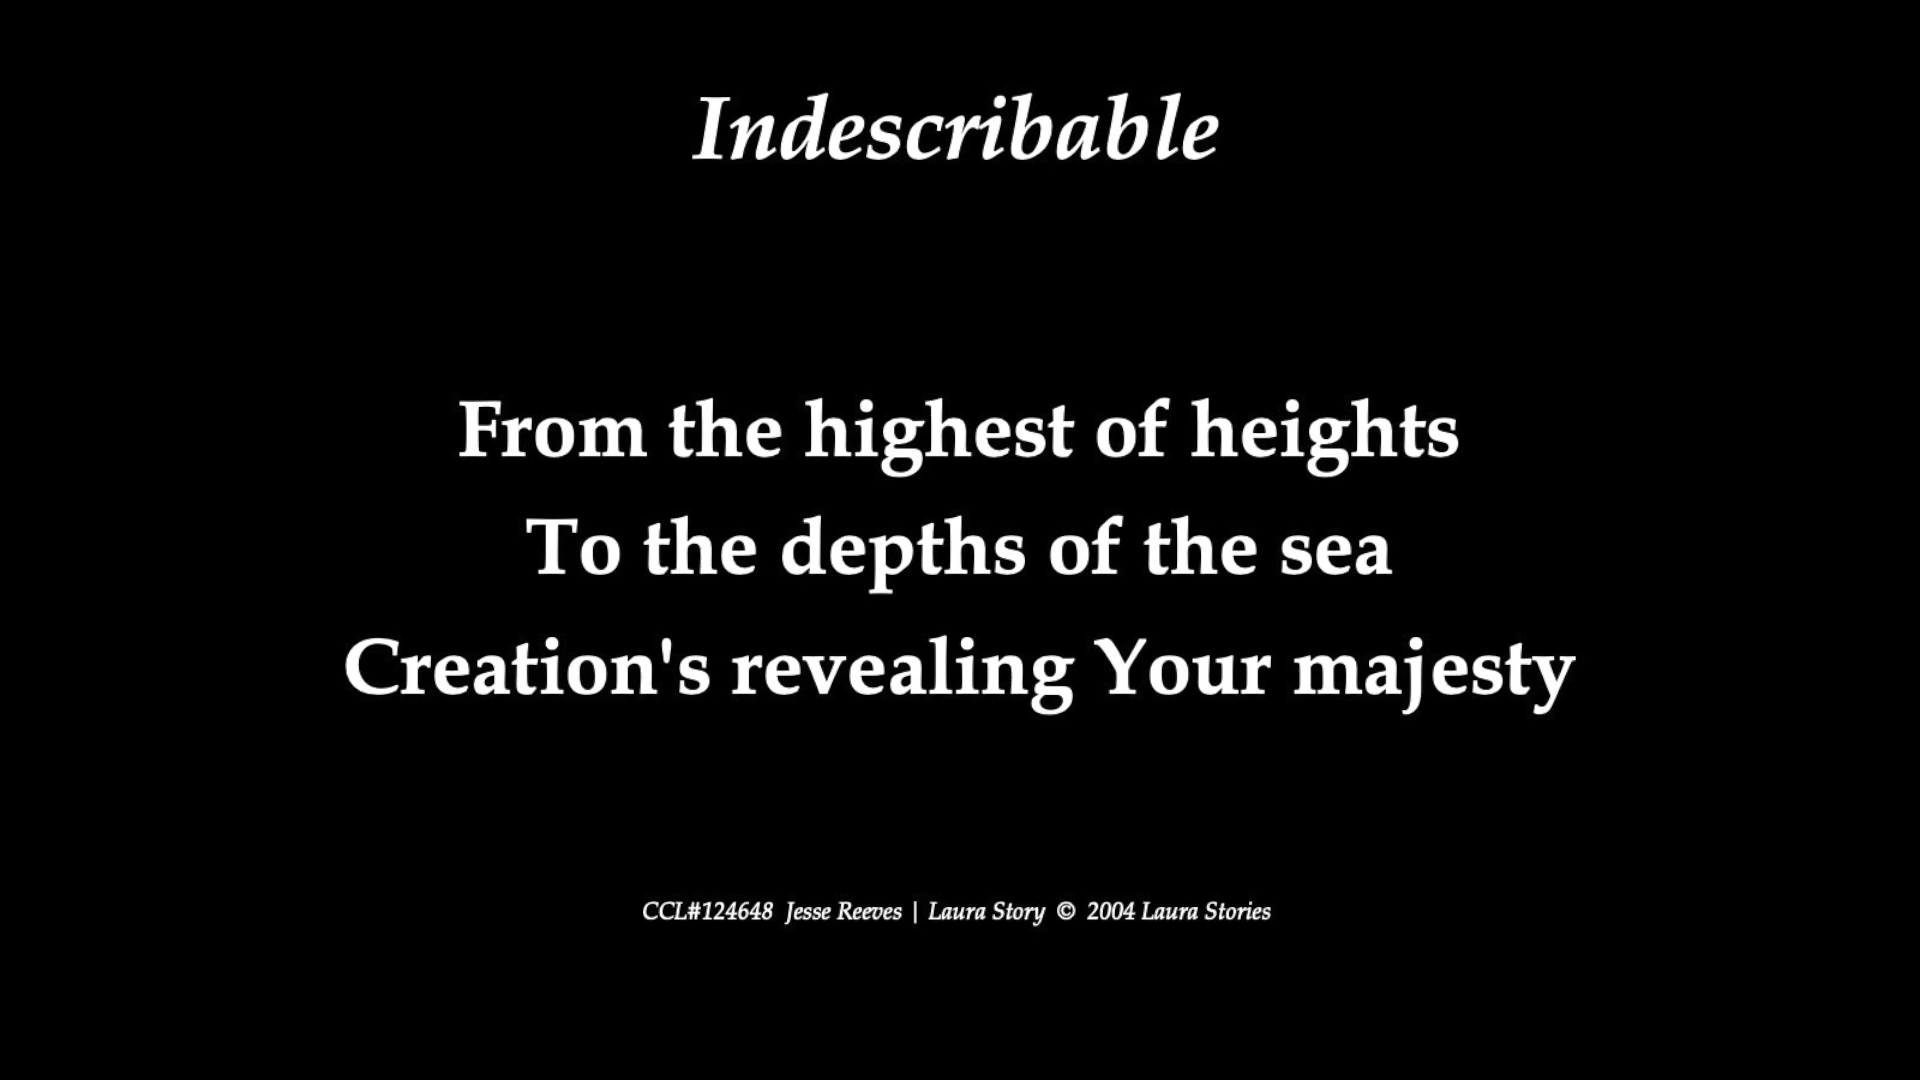 Indescribable
From the highest of heights
To the depths of the sea
Creation's revealing Your majesty
CCL#124648 Jesse Reeves | Laura Story © 2004 Laura Stories